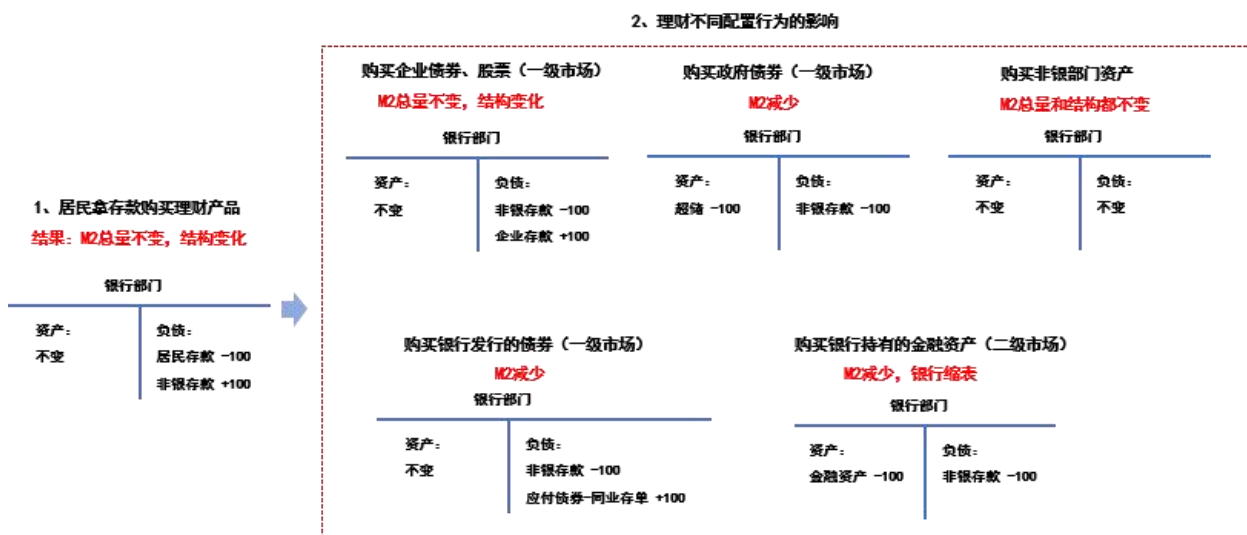 2、理财不同配置行为的影响
购买企业债券、股票（一级市场）
M2总量不变，结构变化
银行部门
资产：
负债：
不变
非银存款 -100
企业存款 +100
购买政府债券（一级市场）
M2减少
银行部门
资产：
负债：
超储 -100
非银存款 -100
购买非银部门资产
M2总量和结构都不变
银行部门
资产：
负债：
不变
不变
1、居民拿存款购买理财产品
结果：M2总量不变，结构变化
银行部门
资产：
负债：
不变
居民存款 -100
非银存款 +100
购买银行发行的债券（一级市场）
M2减少
银行部门
资产：
负债：
不变
非银存款 -100
应付债券-同业存单 +100
购买银行持有的金融资产（二级市场）
M2减少，银行缩表
银行部门
资产：
负债：
金融资产 -100
非银存款 -100